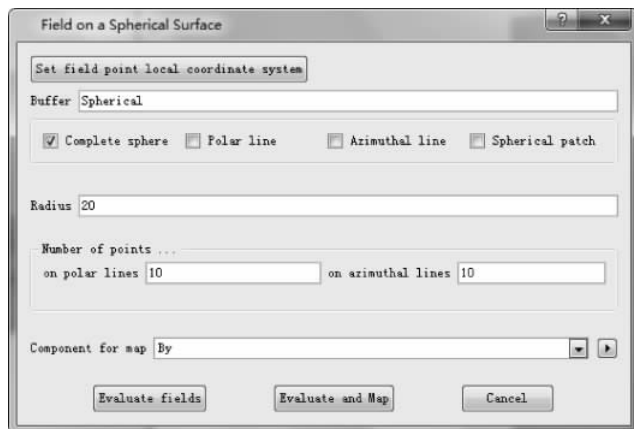 Field on a Spherical Surface
? X
Set field point local coordinate system
Buffer Spherical
Complete sphere Polar line Azimuthal line Spherical patch
Radius 20
Number of points ...
on polar lines 10 on azimuthal lines 10
Component for map By
Evaluate fields Evaluate and Map Cancel